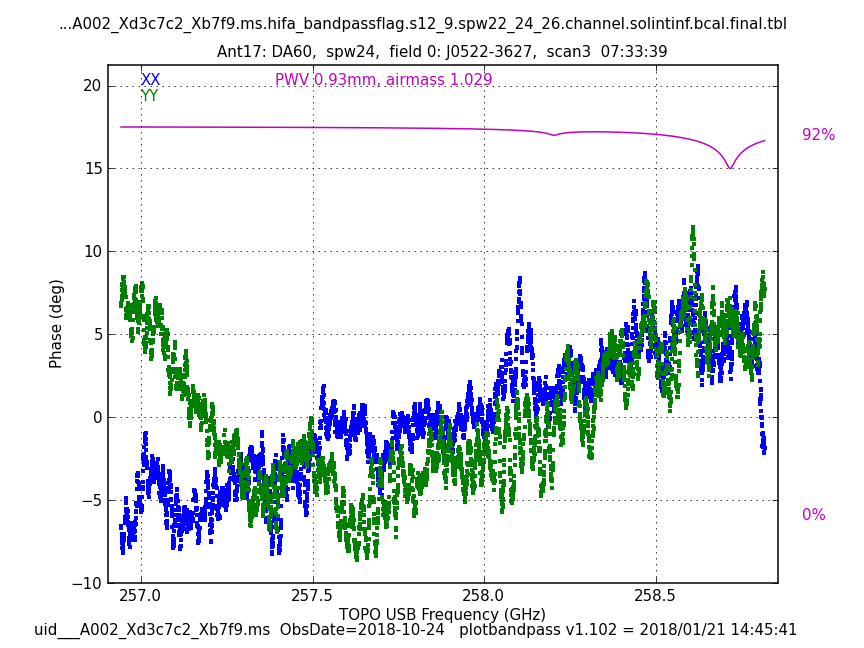 ...A002_Xd3c7c2_Xb7f9.ms.hifa_bandpassflag.s12_9.spw22_24_26.channel.solintinf.bcal.final.tbl
Ant17: DA60,  spw24,  field 0: J0522-3627,  scan3  07:33:39
XX
PWV 0.93mm, airmass 1.029
YY
20
15
10
5
0
−5
−10
Phase (deg)
92%
0%
257.0
257.5
258.0
258.5
TOPO USB Frequency (GHz)
uid___A002_Xd3c7c2_Xb7f9.ms  ObsDate=2018-10-24   plotbandpass v1.102 = 2018/01/21 14:45:41